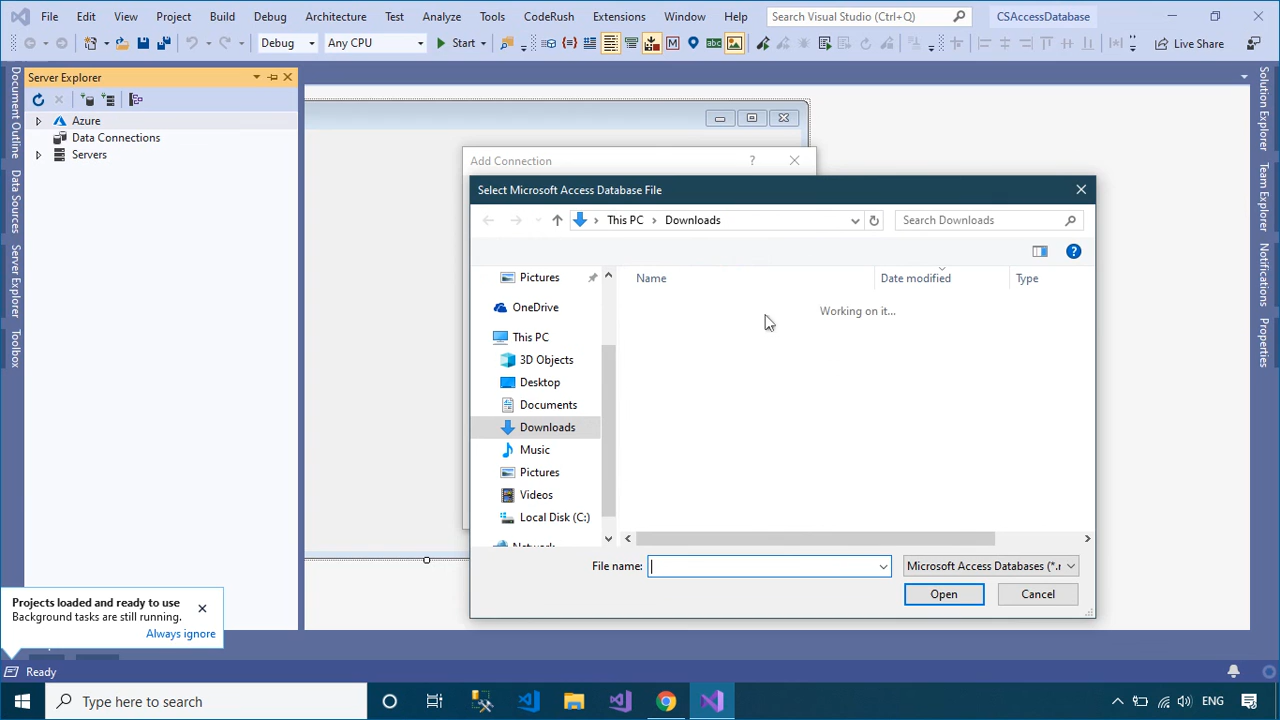 File Edit View Project Build Debug Architecture Test Analyze Tools CodeRush Extensions Window Help Search Visual Studio (Ctrl+Q) CSAccessDatabase
Debug Any CPU Start Live Share
Server Explorer
Azure
Data Connections
Servers
Document Outline
Data Sources
Server Explorer
Toolbox
Add Connection ?
Select Microsoft Access Database File
This PC > Downloads Search Downloads
Name Date modified Type
Working on it...
Pictures
OneDrive
This PC
3D Objects
Desktop
Documents
Downloads
Music
Pictures
Videos
Local Disk (C:)
File name: Microsoft Access Databases (*.r
Open Cancel
Solution Explorer
Team Explorer
Notifications
Properties
Projects loaded and ready to use
Background tasks are still running.
Always ignore
Ready
Type here to search ENG